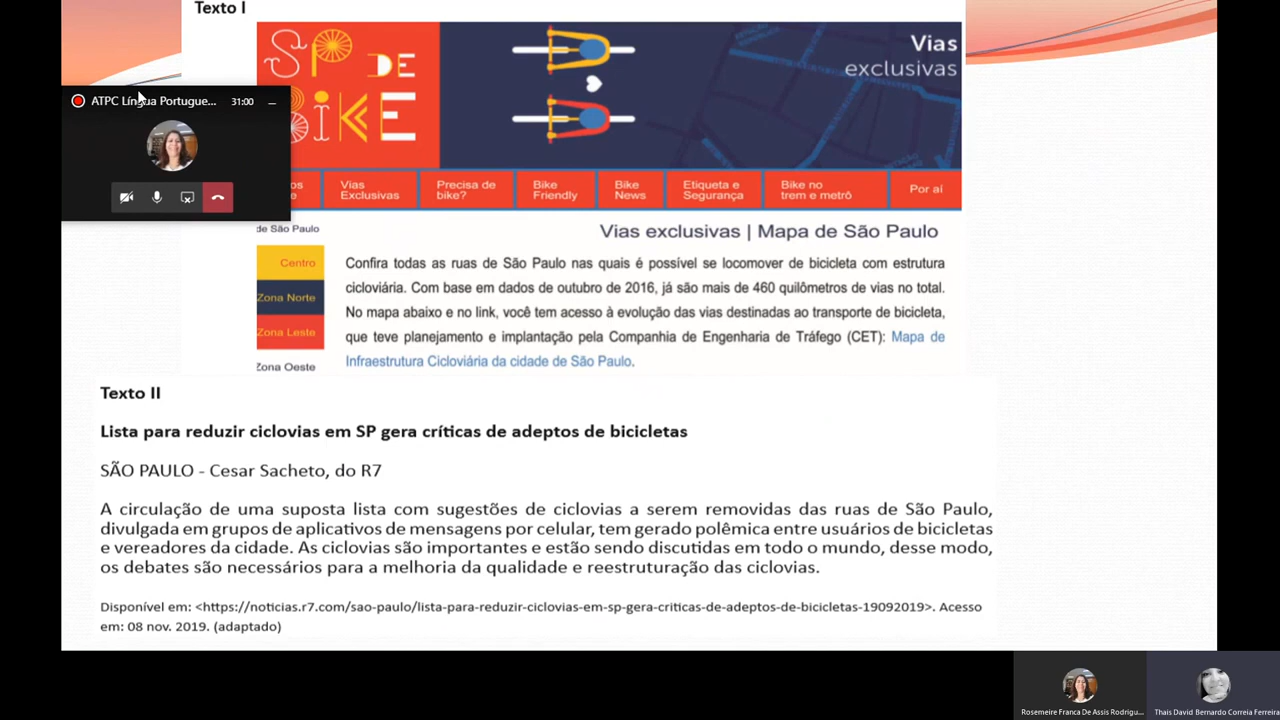 Texto I
SP DE
BIKE
Vias
exclusivas
ATPC Língua Portugue...
31:00
os
Vias
Exclusivas
Precisa de
bike?
Bike
Friendly
Bike
News
Etiqueta e
Segurança
Bike no
trem e metrô
Por aí
de São Paulo
Centro
Zona Norte
Zona Leste
Zona Oeste
Vias exclusivas | Mapa de São Paulo
Confira todas as ruas de São Paulo nas quais é possível se locomover de bicicleta com estrutura
cicloviária. Com base em dados de outubro de 2016, já são mais de 460 quilômetros de vias no total.
No mapa abaixo e no link, você tem acesso à evolução das vias destinadas ao transporte de bicicleta,
que teve planejamento e implantação pela Companhia de Engenharia de Tráfego (CET): Mapa de
Infraestrutura Cicloviária da cidade de São Paulo.
Texto II
Lista para reduzir ciclovias em SP gera críticas de adeptos de bicicletas
SÃO PAULO - Cesar Sacheto, do R7
A circulação de uma suposta lista com sugestões de ciclovias a serem removidas das ruas de São Paulo,
divulgada em grupos de aplicativos de mensagens por celular, tem gerado polêmica entre usuários de bicicletas
e vereadores da cidade. As ciclovias são importantes e estão sendo discutidas em todo o mundo, desse modo,
os debates são necessários para a melhoria da qualidade e reestruturação das ciclovias.
Disponível em: <https://noticias.r7.com/sao-paulo/lista-para-reduzir-ciclovias-em-sp-gera-criticas-de-adeptos-de-bicicletas-19092019>. Acesso
em: 08 nov. 2019. (adaptado)
Rosemeire Franca De Assis Rodrigu...
Thais David Bernardo Correia Ferreira